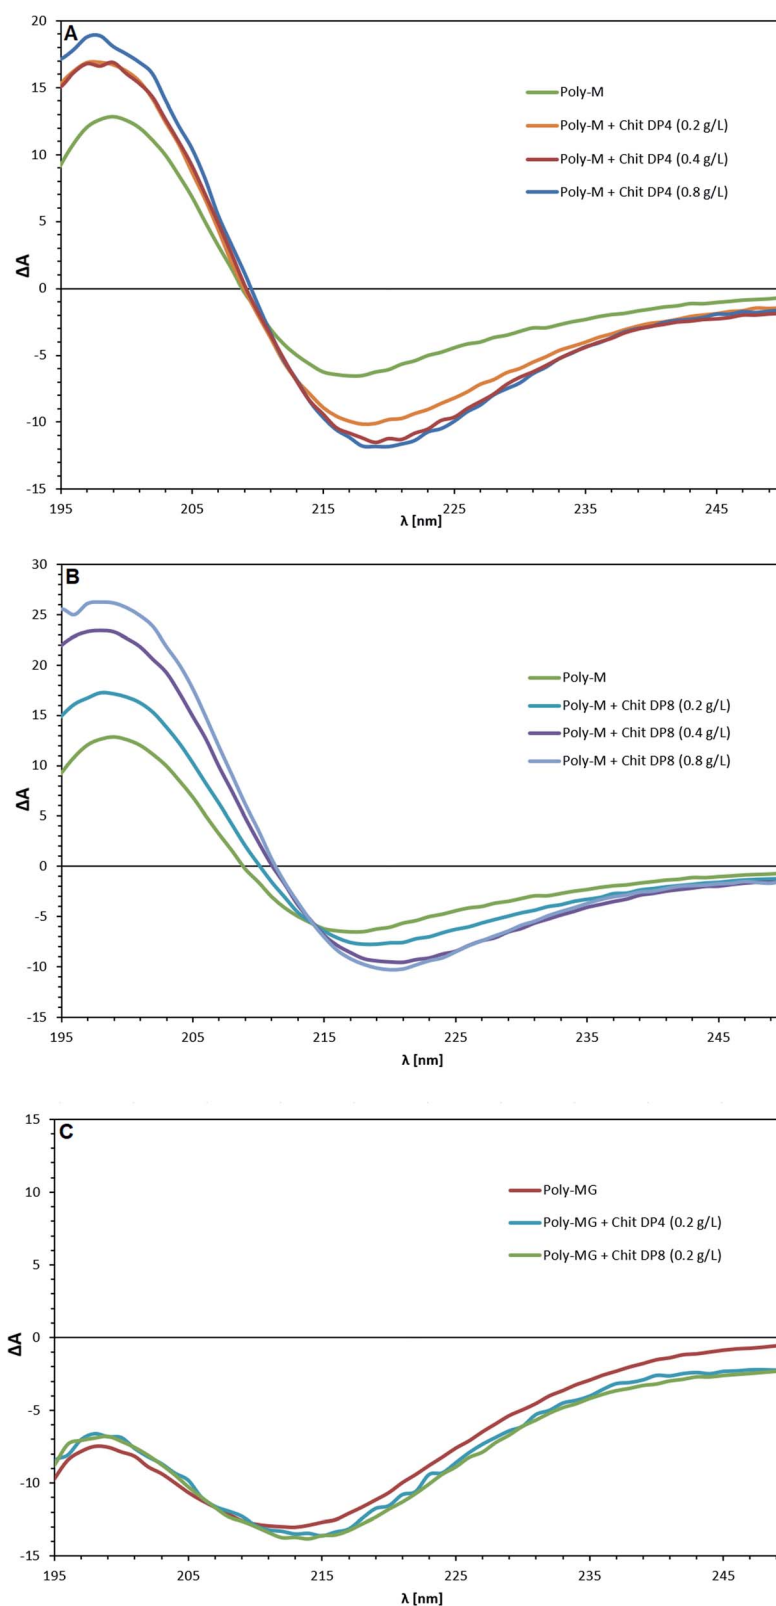 A
20
15
10
5
0
-5
-10
-15
ΔA
Poly-M
Poly-M + Chit DP4 (0.2 g/L)
Poly-M + Chit DP4 (0.4 g/L)
Poly-M + Chit DP4 (0.8 g/L)
195 205 215 225 235 245
λ [nm]
B
30
25
20
15
10
5
0
-5
-10
-15
ΔA
Poly-M
Poly-M + Chit DP8 (0.2 g/L)
Poly-M + Chit DP8 (0.4 g/L)
Poly-M + Chit DP8 (0.8 g/L)
195 205 215 225 235 245
λ [nm]
C
15
10
5
0
-5
-10
-15
ΔA
Poly-MG
Poly-MG + Chit DP4 (0.2 g/L)
Poly-MG + Chit DP8 (0.2 g/L)
195 205 215 225 235 245
λ [nm]